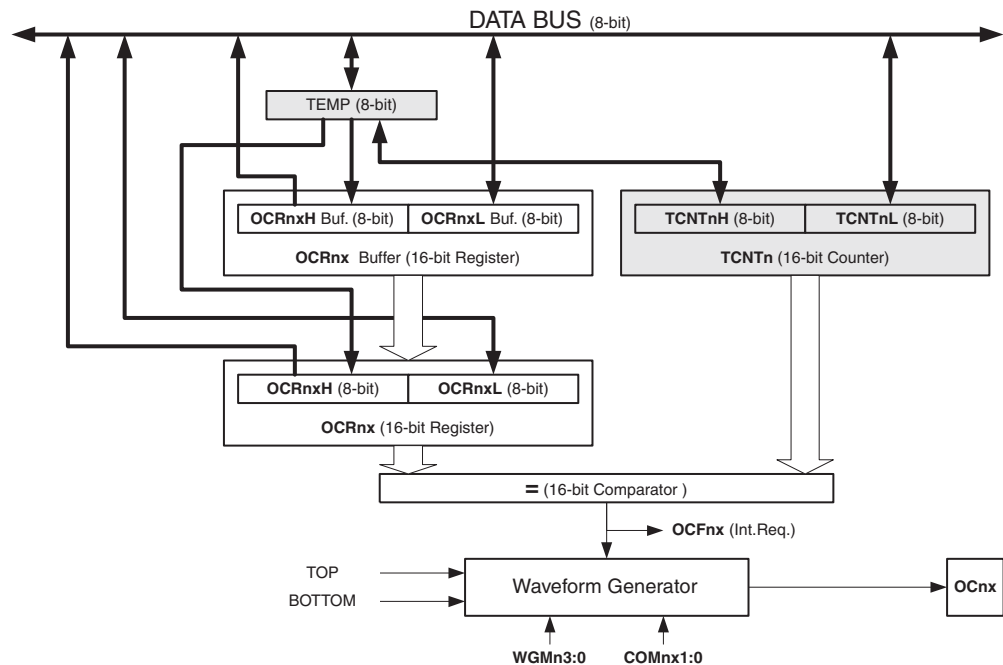 DATA BUS (8-bit)
TEMP (8-bit)
OCRnxH Buf. (8-bit) OCRnxL Buf. (8-bit)
OCRnx Buffer (16-bit Register)
TCNTnH (8-bit) TCNTnL (8-bit)
TCNTn (16-bit Counter)
OCRnxH (8-bit) OCRnxL (8-bit)
OCRnx (16-bit Register)
= (16-bit Comparator )
OCFnx (Int.Req.)
TOP
BOTTOM
Waveform Generator
OCnx
WGMn3:0 COMnx1:0